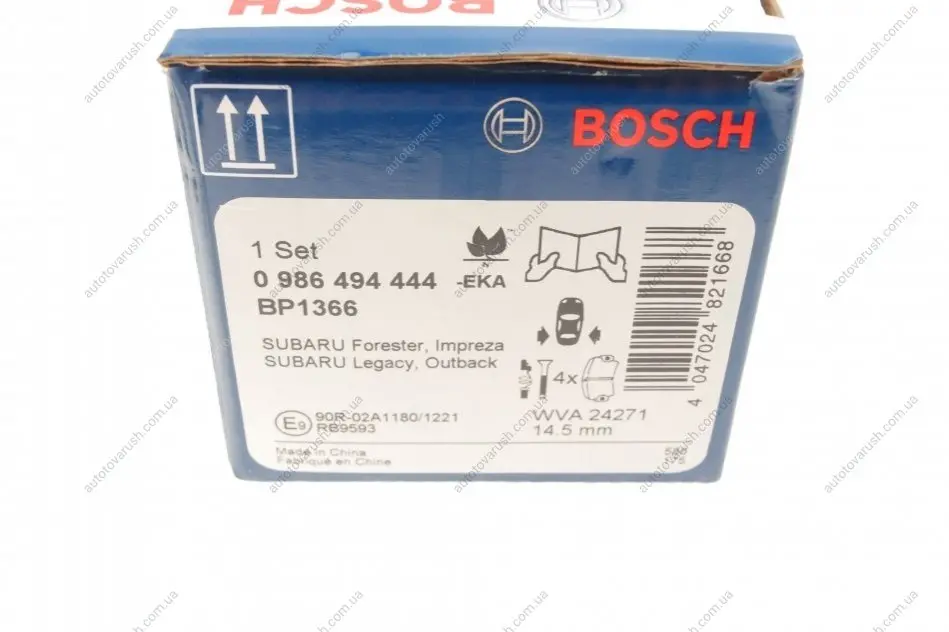 BOSCH
BOSCH
1 Set
0 986 494 444 -EKA
BP1366
SUBARU Forester, Impreza
SUBARU Legacy, Outback
4x
E9 90R-02A1180/1221
RB9593
WVA 24271
14.5 mm
Made in China
Fabriqué en Chine
4 047024 821668
autotovarush.com.ua